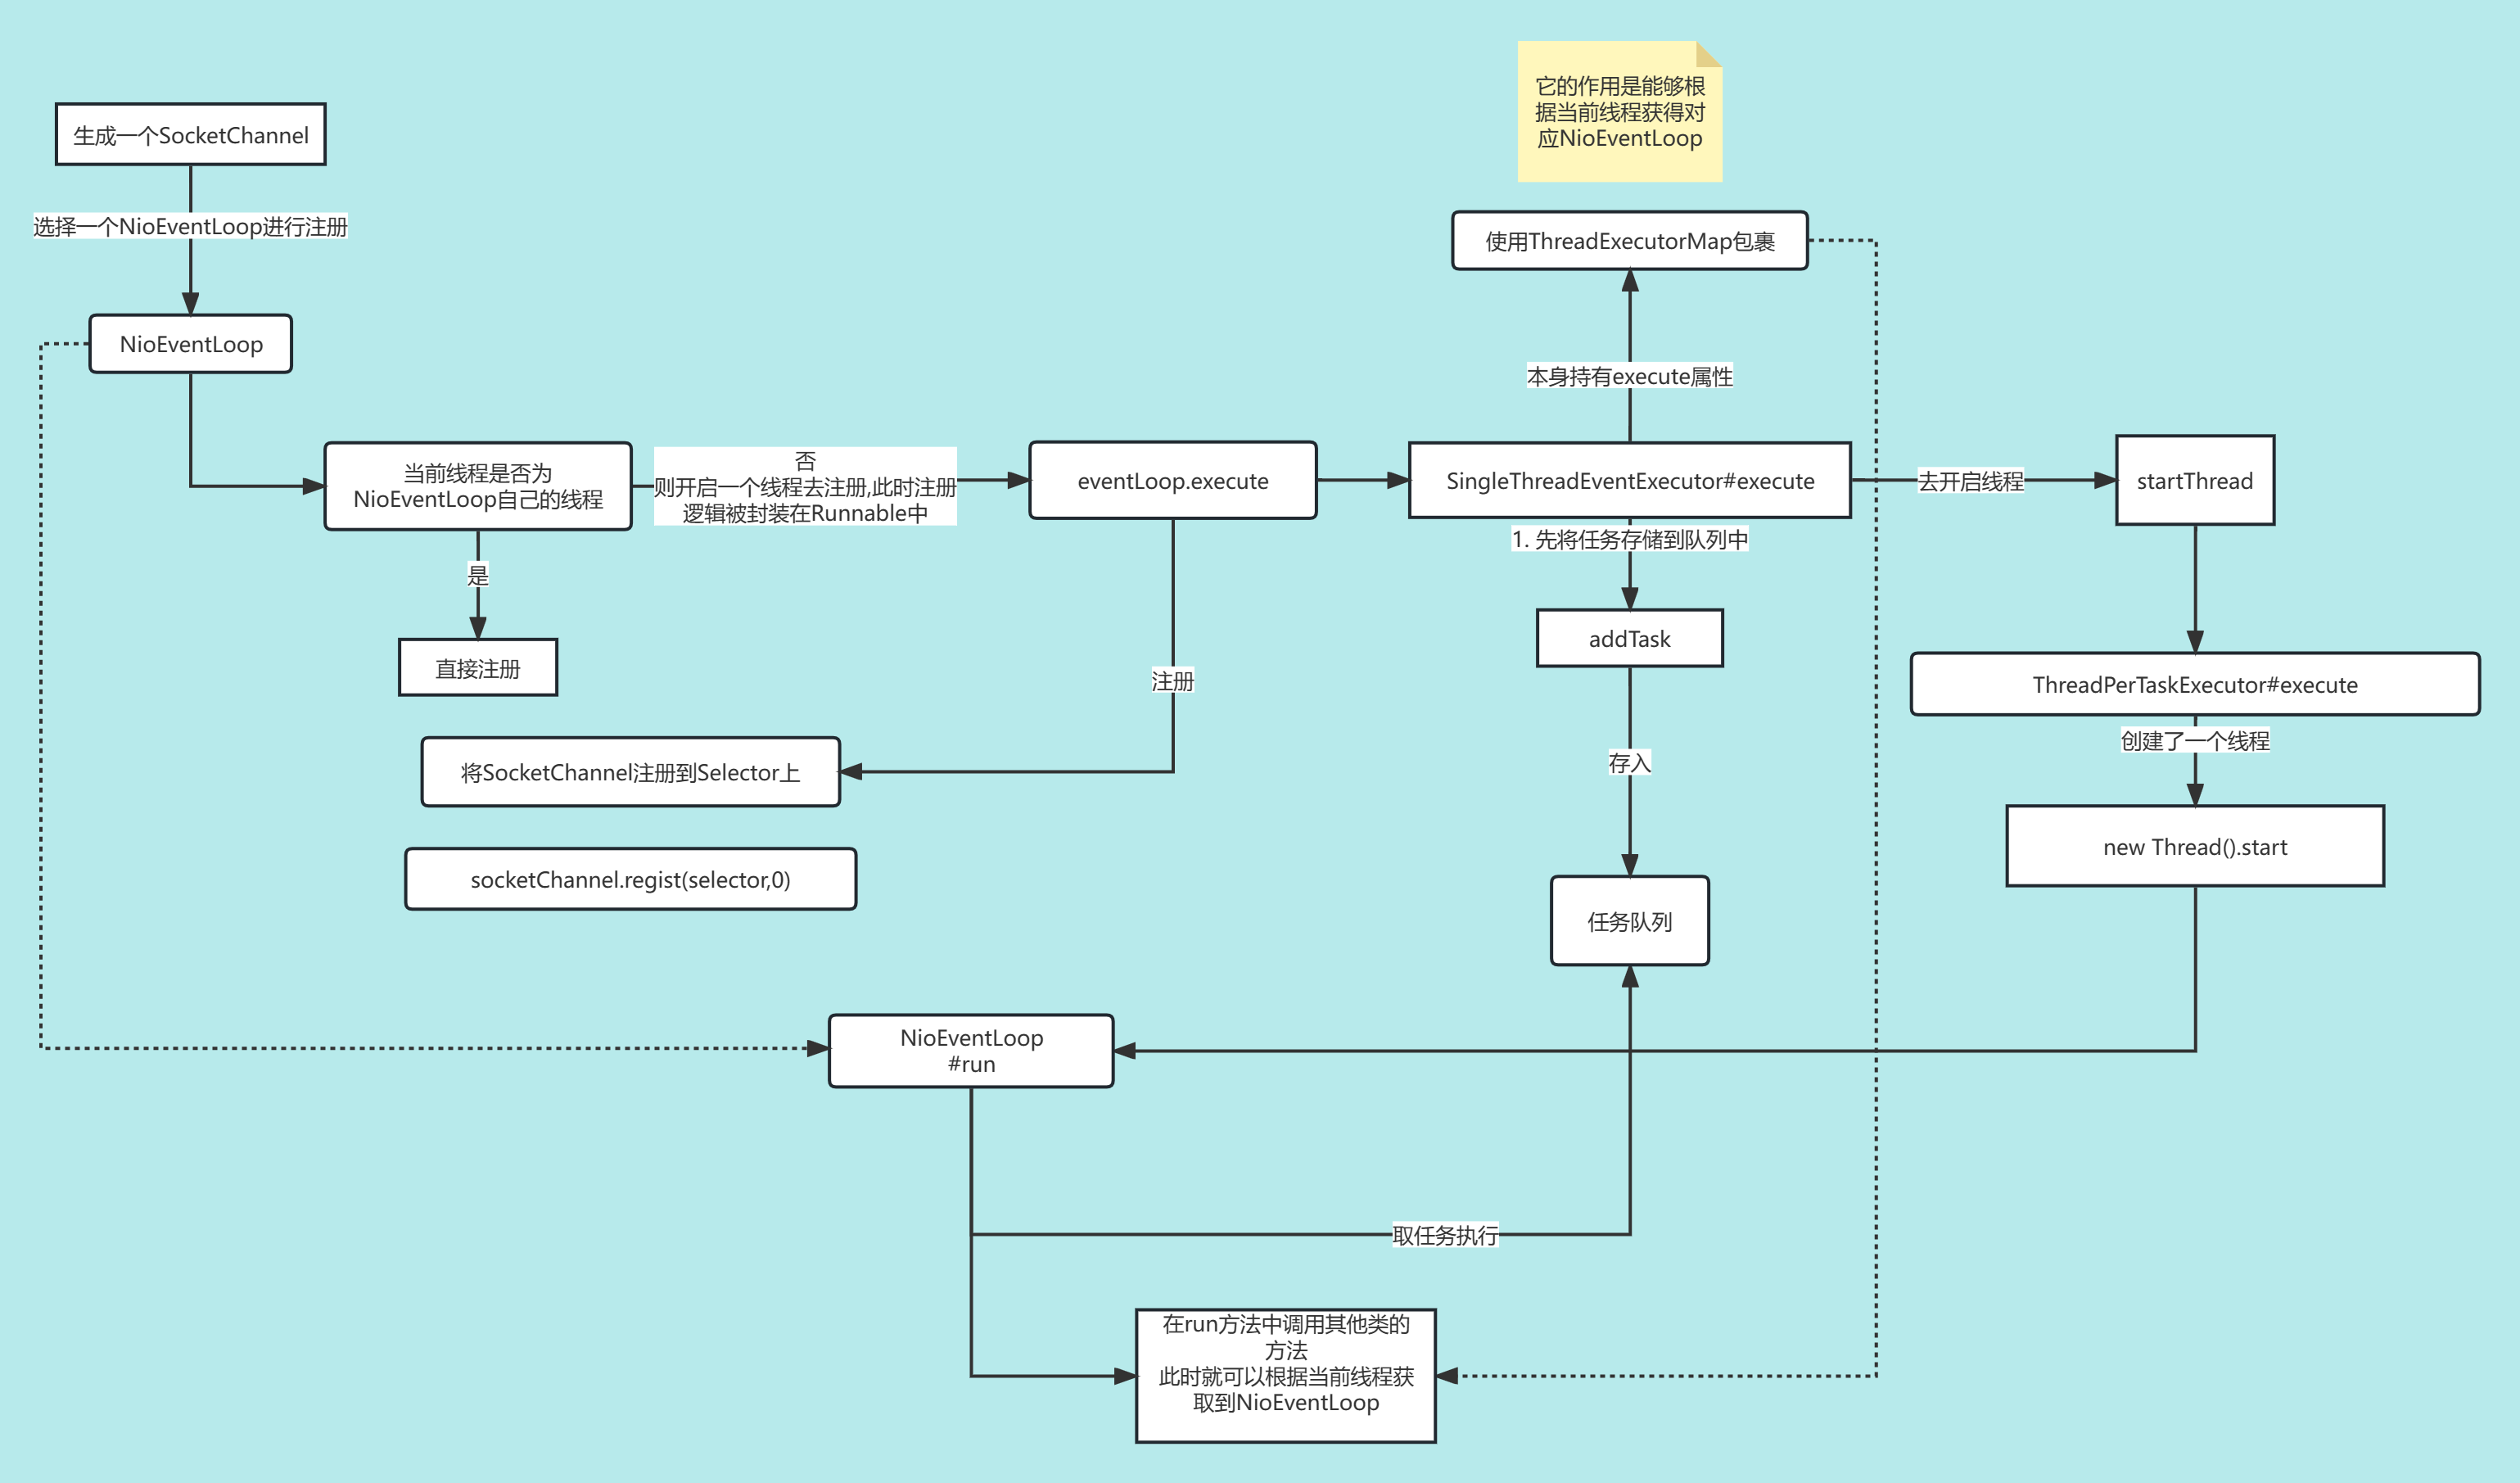 它的作用是能够根
据当前线程获得对
应NioEventLoop
生成一个SocketChannel
选择一个NioEventLoop进行注册
使用ThreadExecutorMap包裹
NioEventLoop
本身持有execute属性
当前线程是否为
NioEventLoop自己的线程
否
则开启一个线程去注册,此时注册
逻辑被封装在Runnable中
eventLoop.execute
SingleThreadEventExecutor#execute
去开启线程
startThread
1. 先将任务存储到队列中
是
addTask
直接注册
注册
ThreadPerTaskExecutor#execute
创建了一个线程
存入
将SocketChannel注册到Selector上
new Thread().start
socketChannel.regist(selector,0)
任务队列
NioEventLoop
#run
取任务执行
在run方法中调用其他类的
方法
此时就可以根据当前线程获
取到NioEventLoop